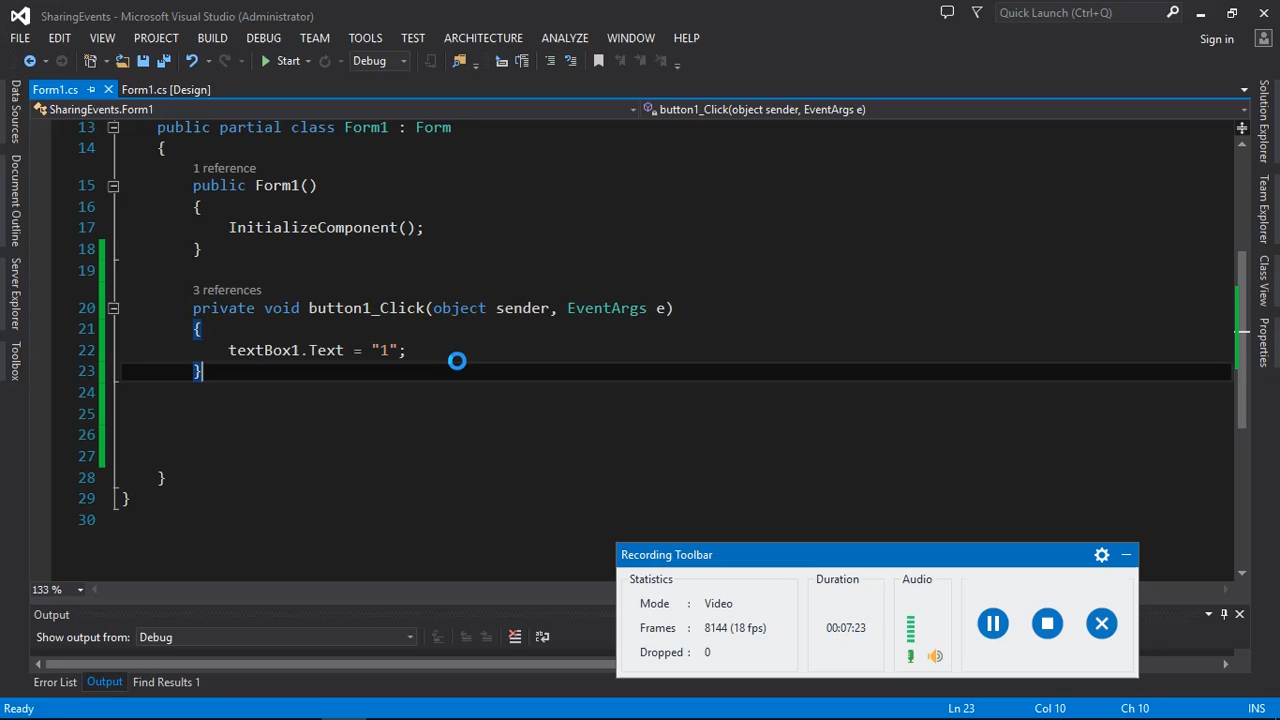 SharingEvents - Microsoft Visual Studio (Administrator)
Quick Launch (Ctrl+Q)
FILE EDIT VIEW PROJECT BUILD DEBUG TEAM TOOLS TEST ARCHITECTURE ANALYZE WINDOW HELP
Sign in
Start Debug
Form1.cs Form1.cs [Design]
SharingEvents.Form1 button1_Click(object sender, EventArgs e)
Data Sources
Document Outline
Server Explorer
Toolbox
13 public partial class Form1 : Form
14 {
1 reference
15 public Form1()
16 {
17 InitializeComponent();
18 }
19
3 references
20 private void button1_Click(object sender, EventArgs e)
21 {
22 textBox1.Text = "1";
23 }
24
25
26
27
28 }
29 }
30
Solution Explorer
Team Explorer
Class View
Properties
133 %
Output
Show output from: Debug
Error List Output Find Results 1
Recording Toolbar
Statistics Duration Audio
Mode : Video
Frames : 8144 (18 fps) 00:07:23
Dropped : 0
Ready Ln 23 Col 10 Ch 10 INS